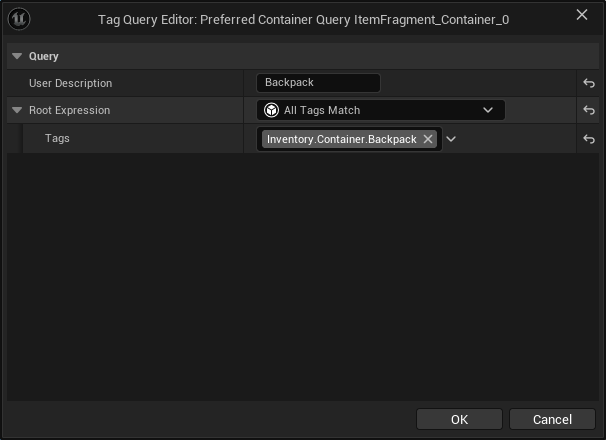 Tag Query Editor: Preferred Container Query ItemFragment_Container_0
Query
User Description Backpack
Root Expression All Tags Match
Tags Inventory.Container.Backpack
OK Cancel